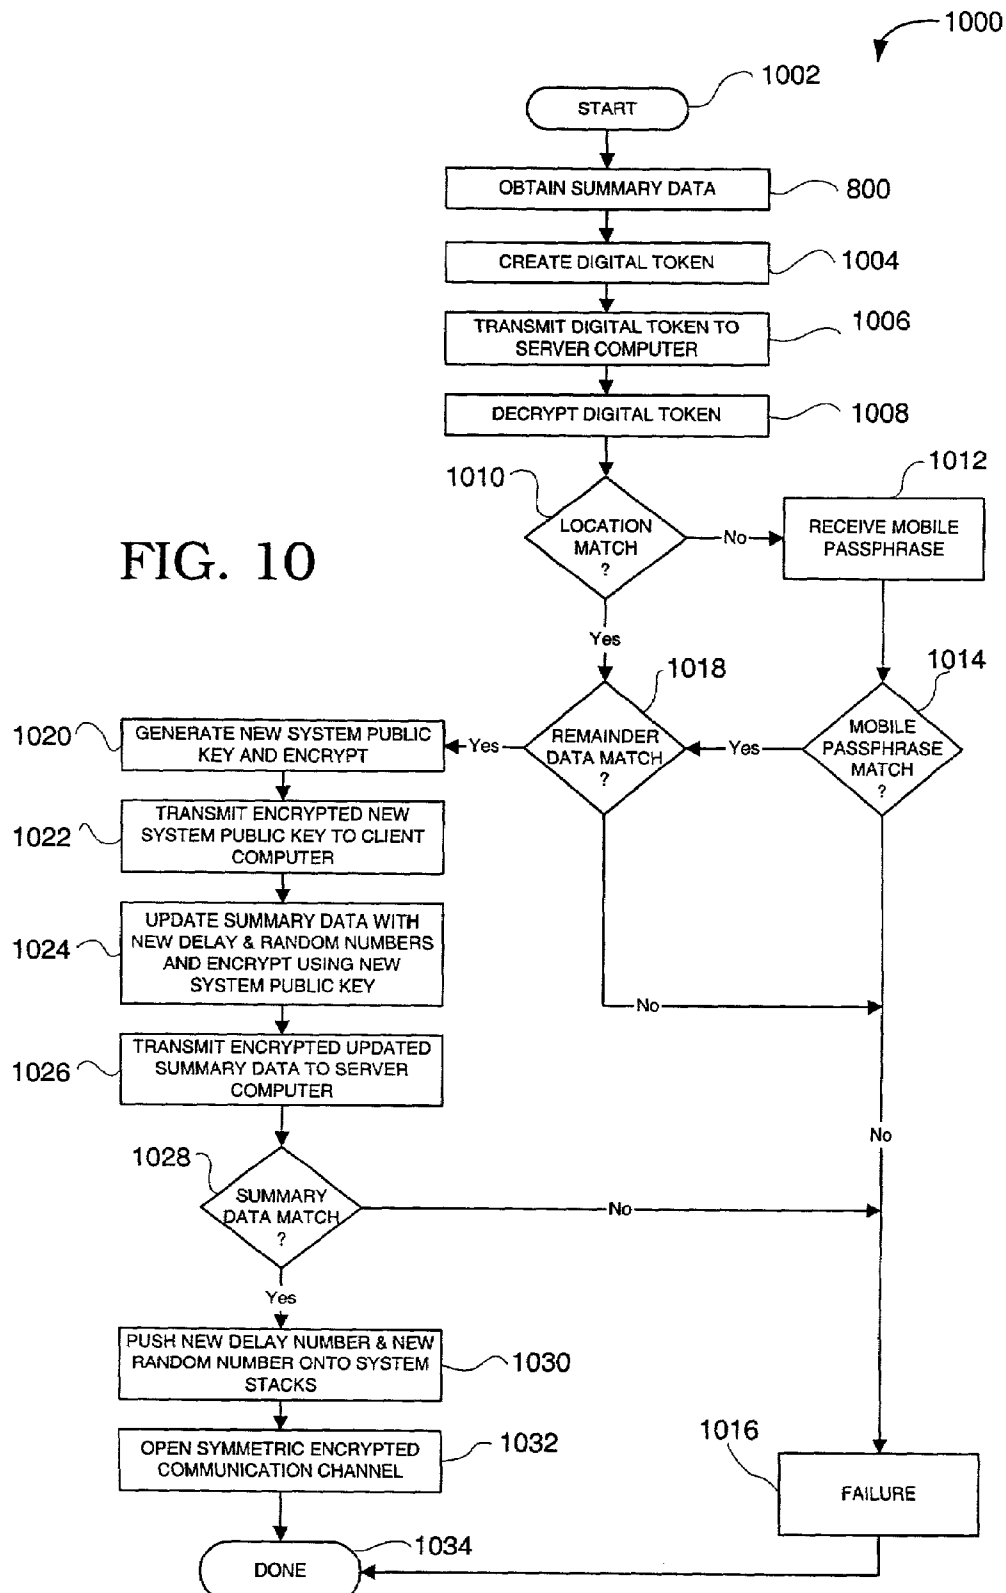 1000
1002
START
OBTAIN SUMMARY DATA
800
CREATE DIGITAL TOKEN
1004
TRANSMIT DIGITAL TOKEN TO
SERVER COMPUTER
1006
DECRYPT DIGITAL TOKEN
1008
1010
LOCATION
MATCH
?
No
1012
RECEIVE MOBILE
PASSPHRASE
FIG. 10
Yes
1018
REMAINDER
DATA MATCH
?
1014
MOBILE
PASSPHRASE
MATCH
?
Yes
Yes
1020
GENERATE NEW SYSTEM PUBLIC
KEY AND ENCRYPT
1022
TRANSMIT ENCRYPTED NEW
SYSTEM PUBLIC KEY TO CLIENT
COMPUTER
1024
UPDATE SUMMARY DATA WITH
NEW DELAY & RANDOM NUMBERS
AND ENCRYPT USING NEW
SYSTEM PUBLIC KEY
No
1026
TRANSMIT ENCRYPTED UPDATED
SUMMARY DATA TO SERVER
COMPUTER
No
1028
SUMMARY
DATA MATCH
?
No
Yes
PUSH NEW DELAY NUMBER & NEW
RANDOM NUMBER ONTO SYSTEM
STACKS
1030
OPEN SYMMETRIC ENCRYPTED
COMMUNICATION CHANNEL
1032
1016
FAILURE
DONE
1034